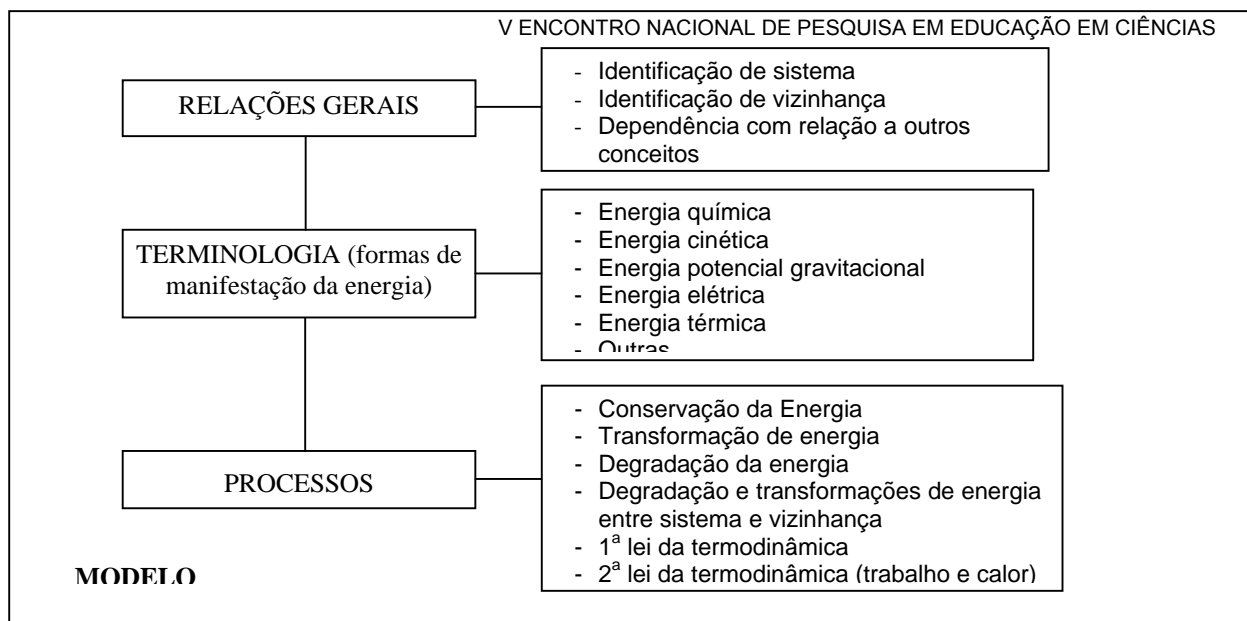 V ENCONTRO NACIONAL DE PESQUISA EM EDUCAÇÃO EM CIÊNCIAS
RELAÇÕES GERAIS
- Identificação de sistema
- Identificação de vizinhança
- Dependência com relação a outros
conceitos
TERMINOLOGIA (formas de
manifestação da energia)
- Energia química
- Energia cinética
- Energia potencial gravitacional
- Energia elétrica
- Energia térmica
- Outras
PROCESSOS
- Conservação da Energia
- Transformação de energia
- Degradação da energia
- Degradação e transformações de energia
entre sistema e vizinhança
- 1ª lei da termodinâmica
- 2ª lei da termodinâmica (trabalho e calor)
MODELO